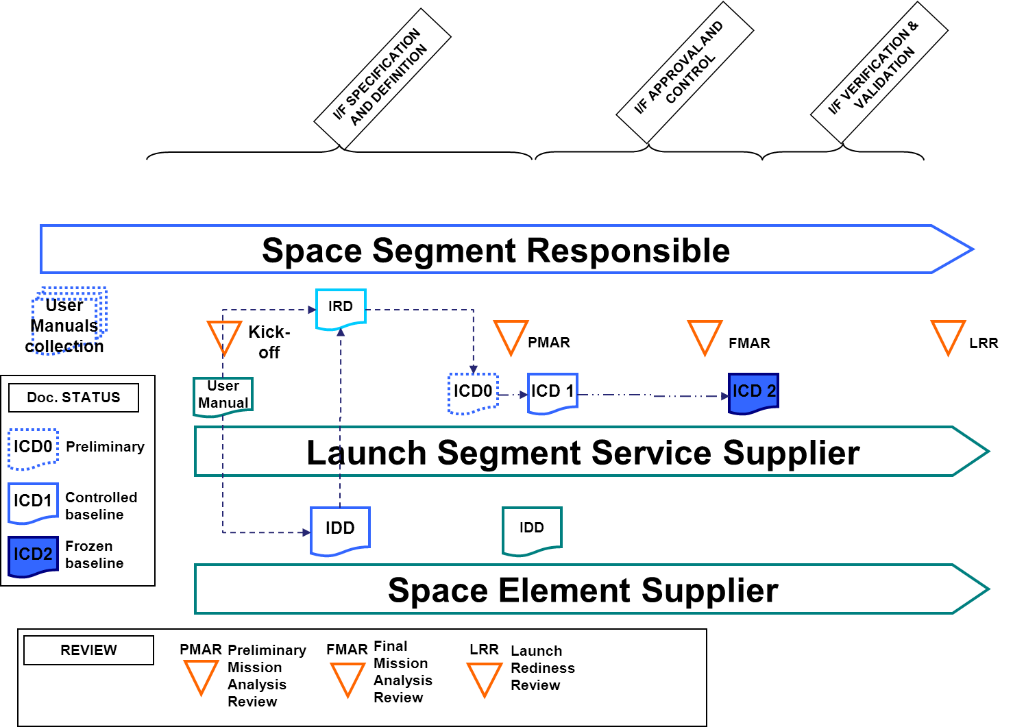 I/F SPECIFICATION
AND DEFINITION
I/F APPROVAL AND
CONTROL
I/F VERIFICATION &
VALIDATION
Space Segment Responsible
User
Manuals
collection
Kick-
off
IRD
PMAR
FMAR
LRR
User
Manual
ICD0
ICD 1
ICD 2
Doc. STATUS
ICD0
Preliminary
ICD1
Controlled
baseline
ICD2
Frozen
baseline
Launch Segment Service Supplier
IDD
IDD
Space Element Supplier
REVIEW
PMAR
Preliminary
Mission
Analysis
Review
FMAR
Final
Mission
Analysis
Review
LRR
Launch
Rediness
Review